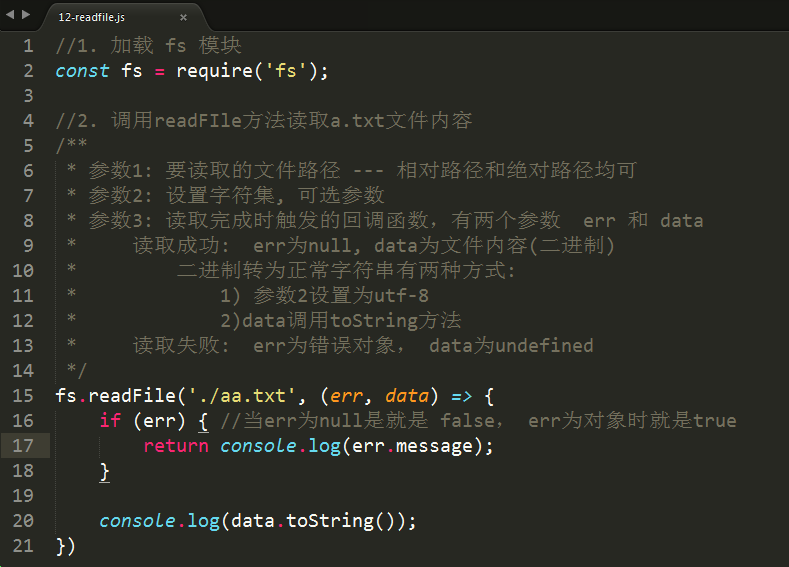 12-readfile.js ×
1 //1. 加载 fs 模块
2 const fs = require('fs');
3
4 //2. 调用readFIle方法读取a.txt文件内容
5 /**
6 * 参数1: 要读取的文件路径 --- 相对路径和绝对路径均可
7 * 参数2: 设置字符集, 可选参数
8 * 参数3: 读取完成时触发的回调函数，有两个参数 err 和 data
9 * 读取成功: err为null, data为文件内容(二进制)
10 * 二进制转为正常字符串有两种方式:
11 * 1) 参数2设置为utf-8
12 * 2)data调用toString方法
13 * 读取失败: err为错误对象， data为undefined
14 */
15 fs.readFile('./aa.txt', (err, data) => {
16 if (err) { //当err为null是就是 false， err为对象时就是true
17 return console.log(err.message);
18 }
19
20 console.log(data.toString());
21 })